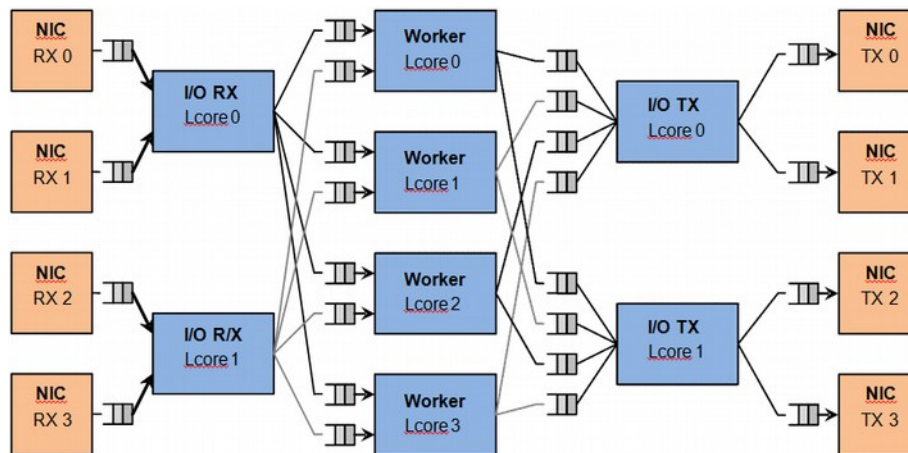 NIC
RX 0
NIC
RX 1
NIC
RX 2
NIC
RX 3
I/O RX
Lcore 0
I/O R/X
Lcore 1
Worker
Lcore 0
Worker
Lcore 1
Worker
Lcore 2
Worker
Lcore 3
I/O TX
Lcore 0
I/O TX
Lcore 1
NIC
TX 0
NIC
TX 1
NIC
TX 2
NIC
TX 3